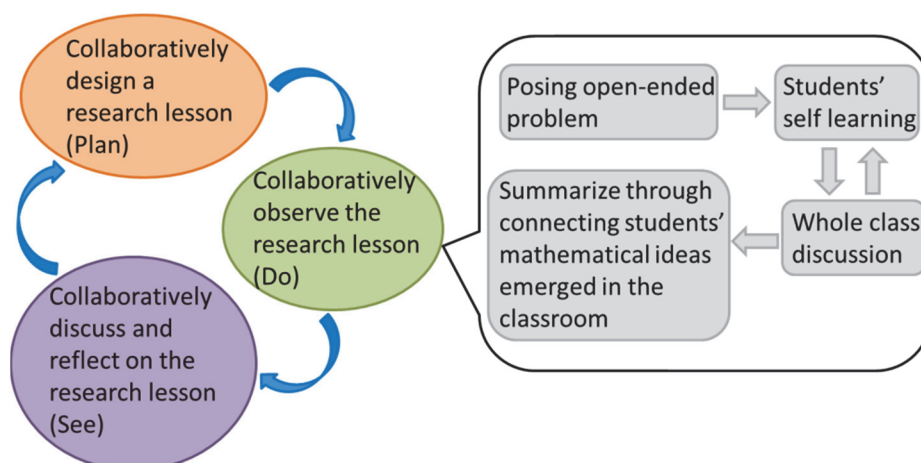 Collaboratively
design a
research lesson
(Plan)
Collaboratively
observe the
research lesson
(Do)
Collaboratively
discuss and
reflect on the
research lesson
(See)
Posing open-ended
problem
Students’
self learning
Whole class
discussion
Summarize through
connecting students’
mathematical ideas
emerged in the
classroom